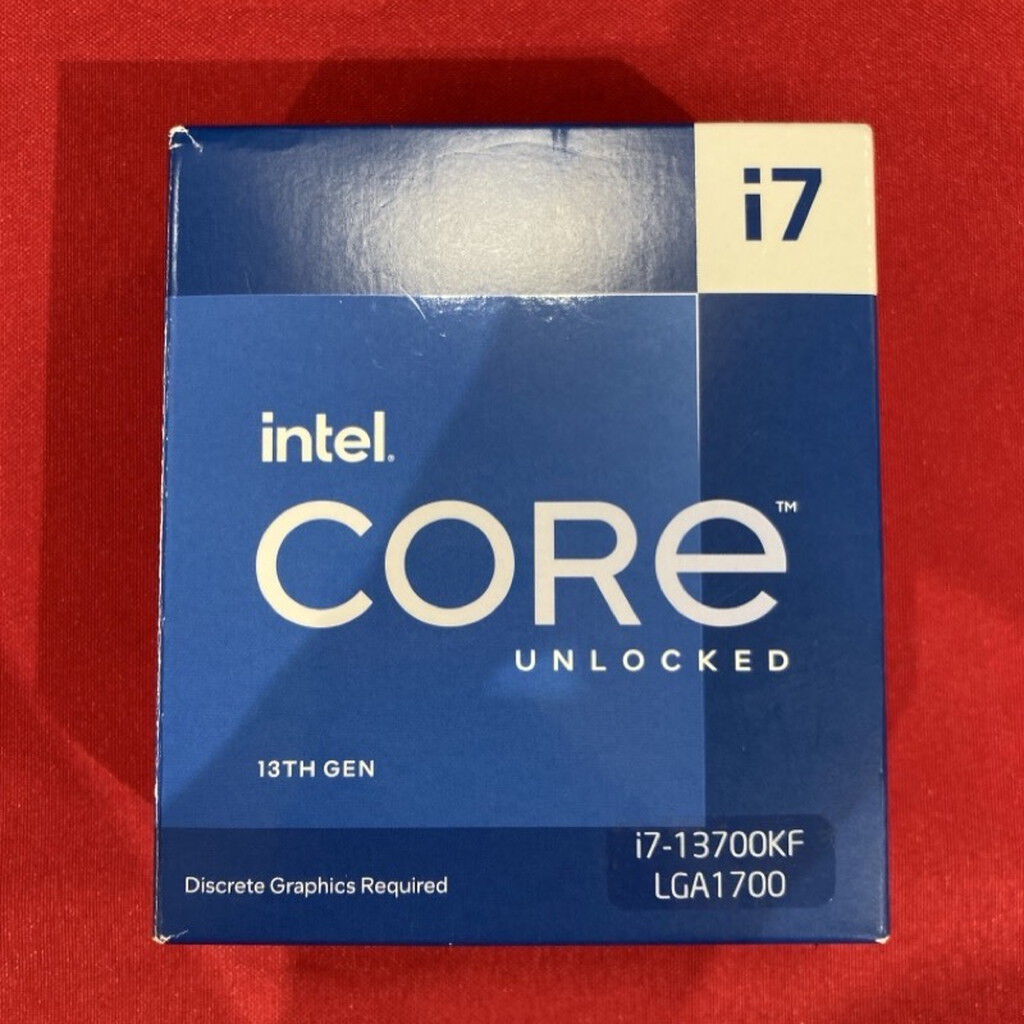 i7
intel.
CORE™
UNLOCKED
13TH GEN
i7-13700KF
LGA1700
Discrete Graphics Required